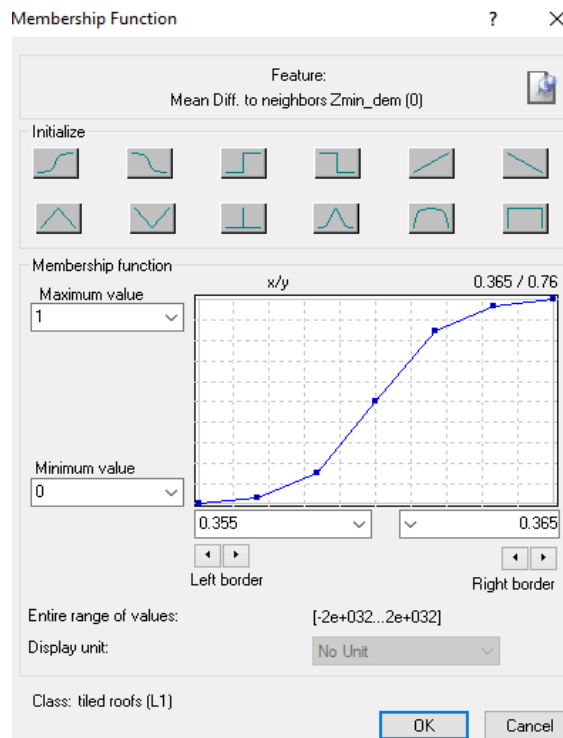 Membership Function ? ×
Feature:
Mean Diff. to neighbors Zmin_dem (0)
Initialize
Membership function
x/y 0.365 / 0.76
Maximum value
1
Minimum value
0
0.355 0.365
Left border Right border
Entire range of values: [-2e+032...2e+032]
Display unit: No Unit
Class: tiled roofs (L1)
OK Cancel